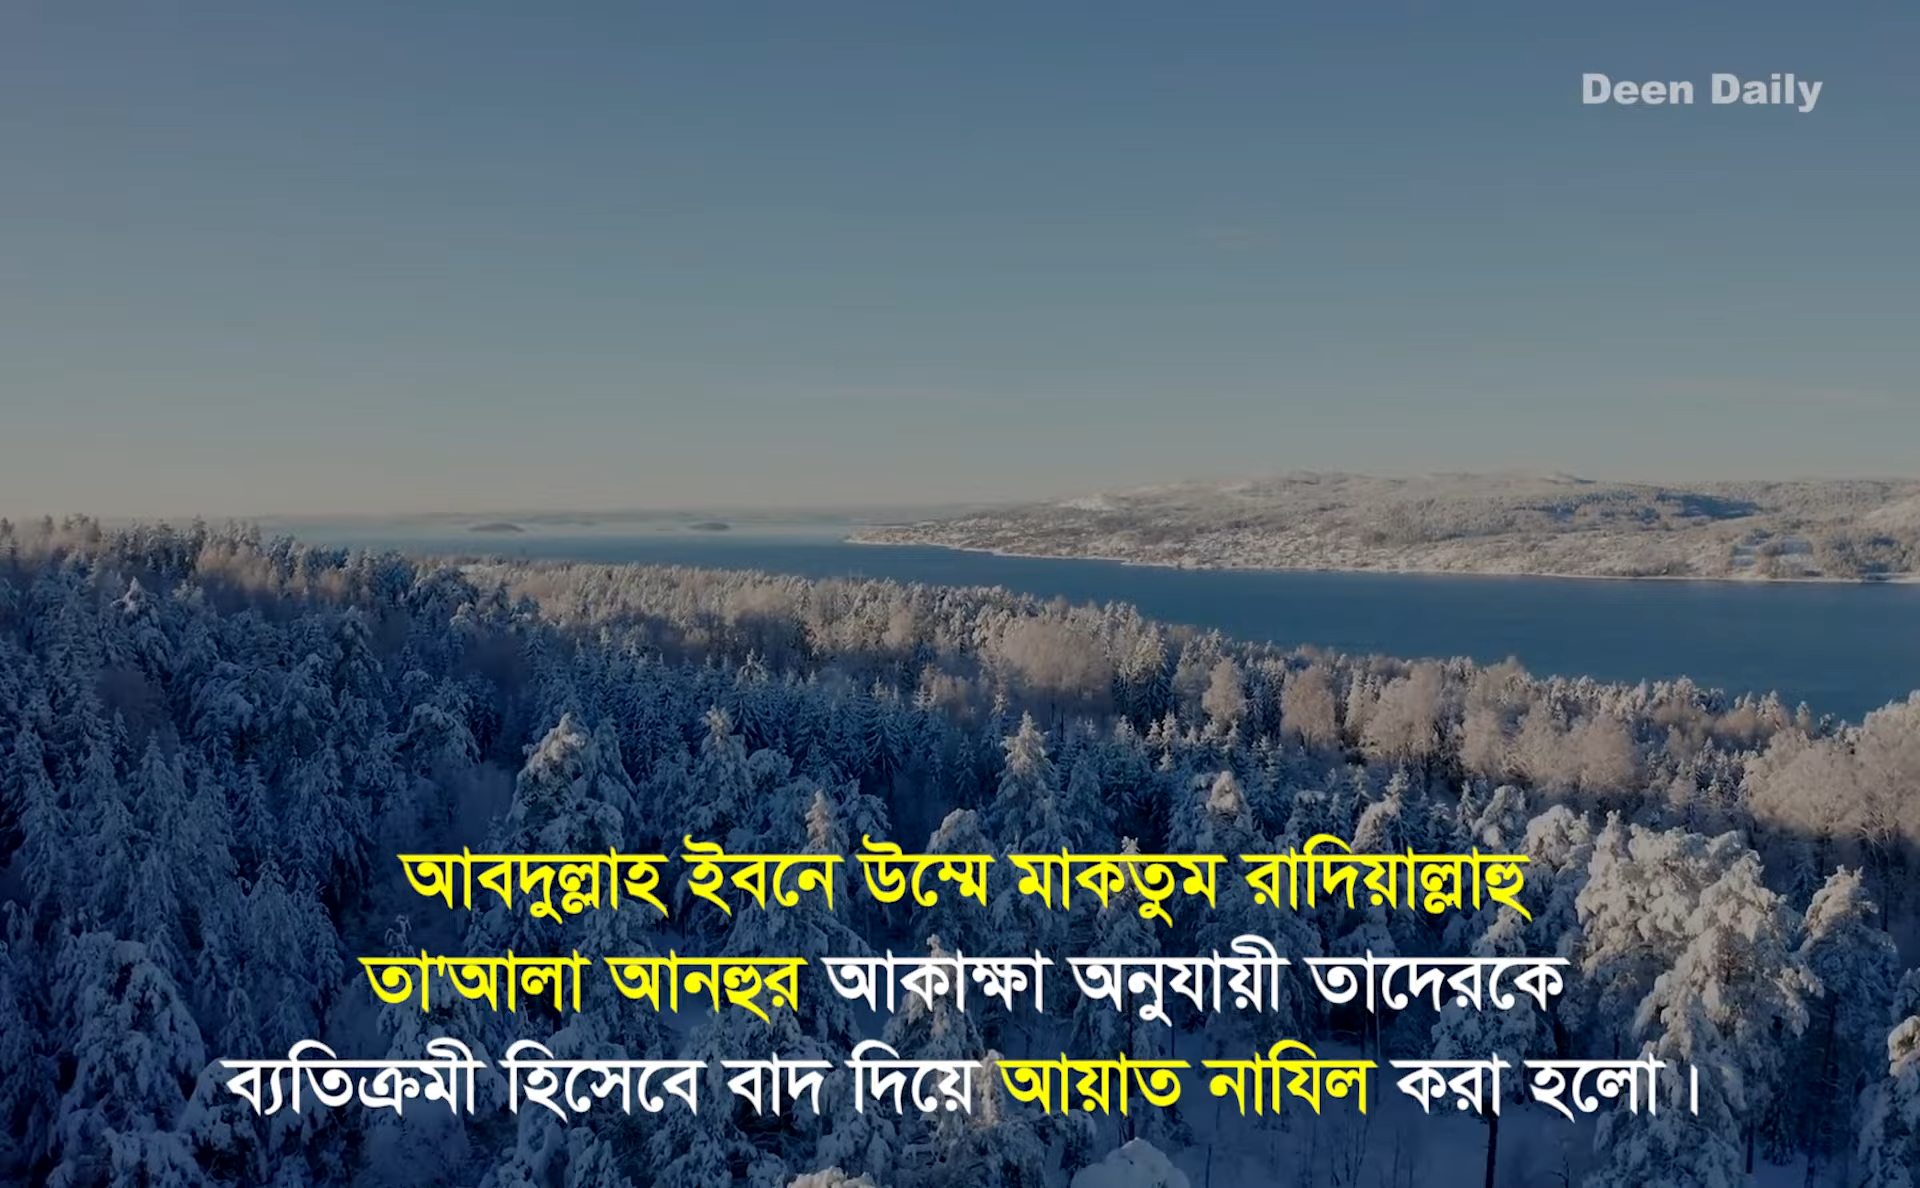 Deen Daily
আবদুল্লাহ ইবনে উম্মে মাকতুম রাদিয়াল্লাহু
তা'আলা আনহুর আকাক্ষা অনুযায়ী তাদেরকে
ব্যতিক্রমী হিসেবে বাদ দিয়ে আয়াত নাযিল করা হলো।